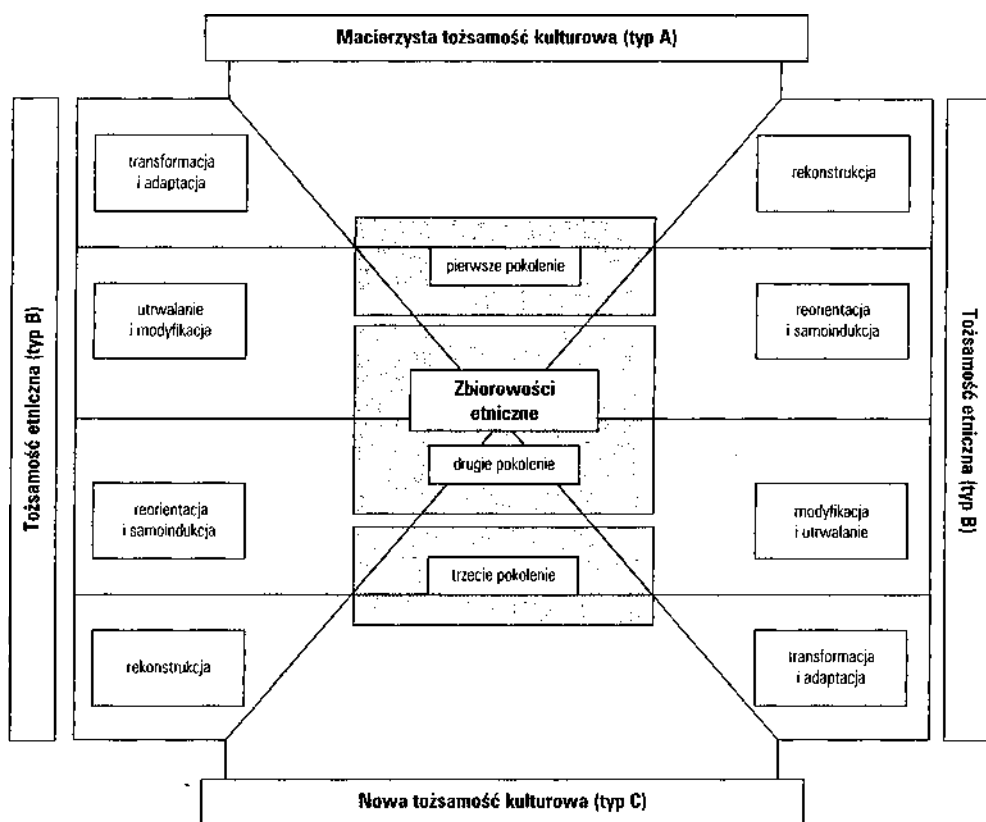 Macierzysta tożsamość kulturowa (typ A)
Tożsamość etniczna (typ B)
transformacja
i adaptacja
rekonstrukcja
pierwsze pokolenie
utrwalanie
i modyfikacja
reorientacja
i samoindukcja
Zbiorowości
etniczne
drugie pokolenie
reorientacja
i samoindukcja
modyfikacja
i utrwalanie
trzecie pokolenie
rekonstrukcja
transformacja
i adaptacja
Tożsamość etniczna (typ B)
Nowa tożsamość kulturowa (typ C)